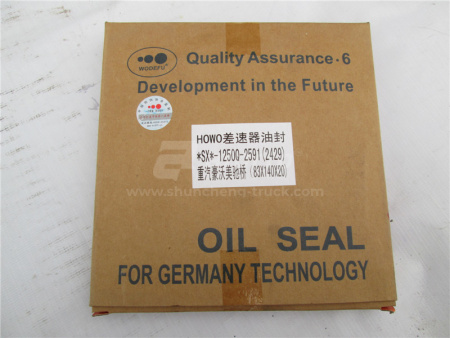 WODEFU
Quality Assurance·6
Development in the Future
HOWO差速器油封
*SX*-12500-2591(2429)
重汽豪沃美驰桥(83X140X20)
www.shuncheng-truck.com
OIL SEAL
FOR GERMANY TECHNOLOGY